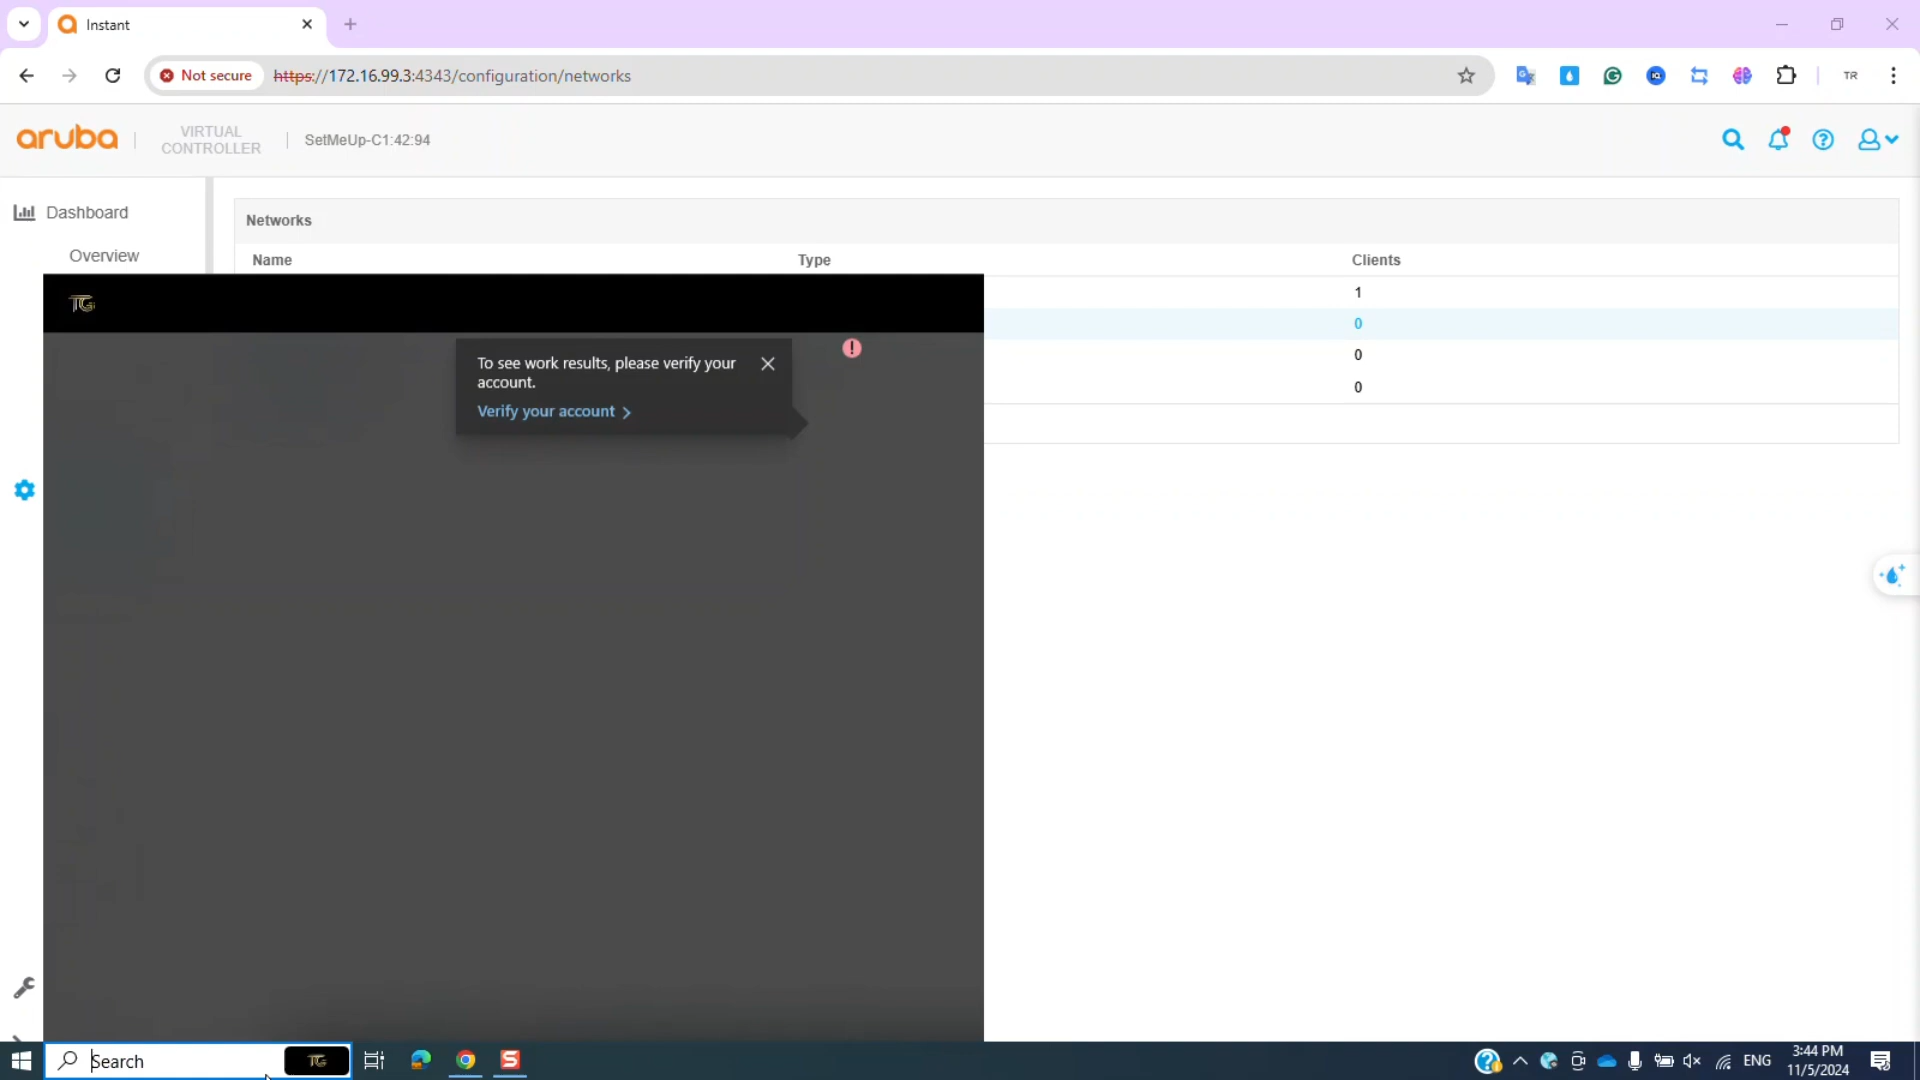 Instant
Not secure https://172.16.99.3:4343/configuration/networks TR
aruba VIRTUAL CONTROLLER SetMeUp-C1:42:94
Dashboard
Overview
Networks
Name Type Clients
1
0
0
0
TG
To see work results, please verify your
account.
Verify your account
Search
ENG
3:44 PM
11/5/2024